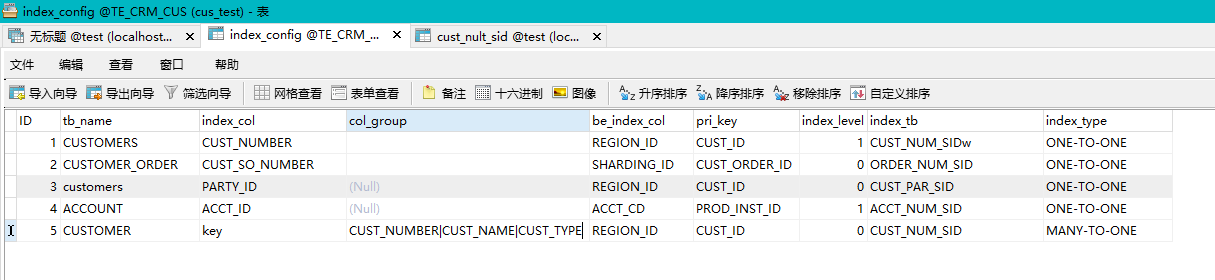 index_config @TE_CRM_CUS (cus_test) - 表
无标题 @test (localhost... index_config @TE_CRM_... cust_nult_sid @test (loc...
文件 编辑 查看 窗口 帮助
导入向导 导出向导 筛选向导 网格查看 表单查看 备注 十六进制 图像 升序排序 降序排序 移除排序 自定义排序
ID tb_name index_col col_group be_index_col pri_key index_level index_tb index_type
1 CUSTOMERS CUST_NUMBER REGION_ID CUST_ID 1 CUST_NUM_SIDw ONE-TO-ONE
2 CUSTOMER_ORDER CUST_SO_NUMBER SHARDING_ID CUST_ORDER_ID 0 ORDER_NUM_SID ONE-TO-ONE
3 customers PARTY_ID (Null) REGION_ID CUST_ID 0 CUST_PAR_SID ONE-TO-ONE
4 ACCOUNT ACCT_ID (Null) ACCT_CD PROD_INST_ID 1 ACCT_NUM_SID ONE-TO-ONE
5 CUSTOMER key CUST_NUMBER|CUST_NAME|CUST_TYPE REGION_ID CUST_ID 0 CUST_NUM_SID MANY-TO-ONE